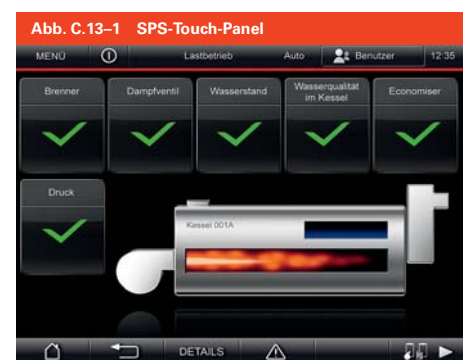 Abb. C.13–1 SPS-Touch-Panel
MENÜ Lastbetrieb Auto Benutzer 12:35
Brenner Dampfventil Wasserstand Wasserqualität im Kessel Economiser
Druck
Kessel 001A
DETAILS